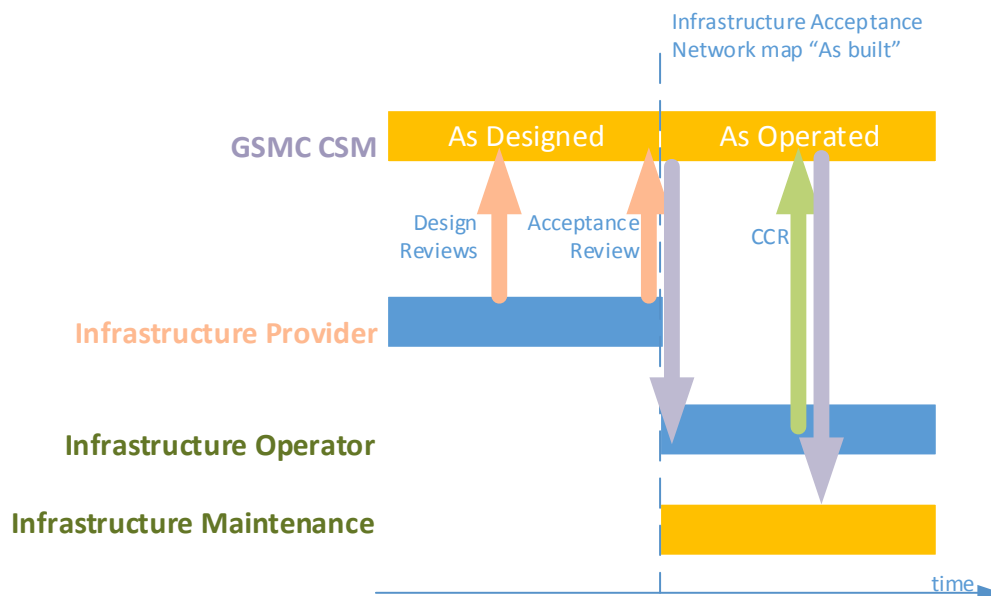 Infrastructure Acceptance
Network map “As built”
GSMC CSM
As Designed
As Operated
Design
Reviews
Acceptance
Review
CCR
Infrastructure Provider
Infrastructure Operator
Infrastructure Maintenance
time